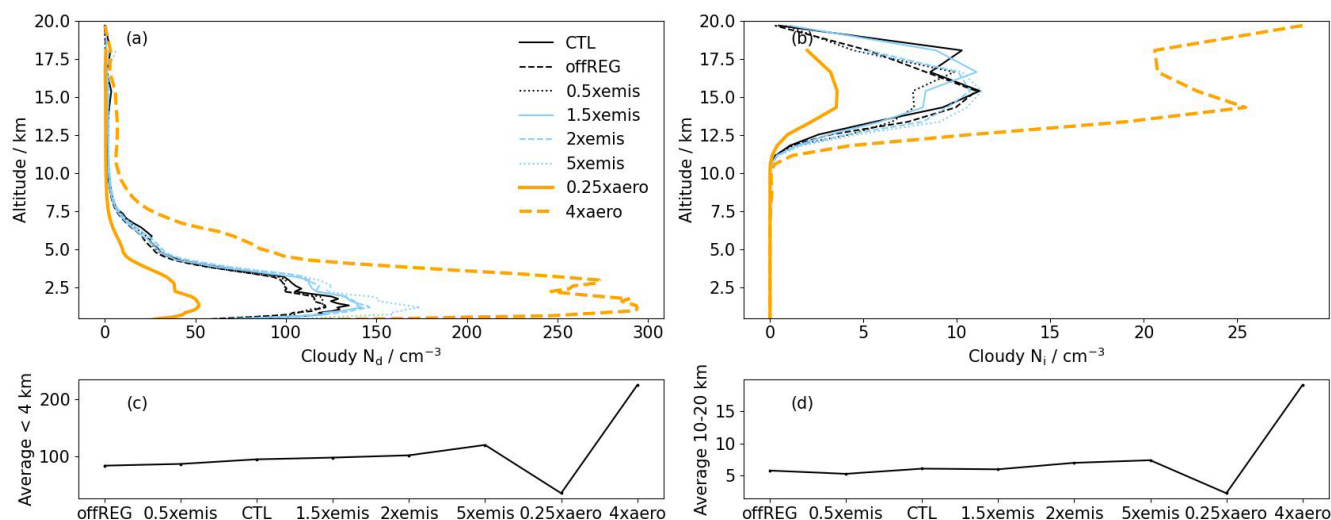 (a)
20.0
17.5
15.0
12.5
10.0
7.5
5.0
2.5
Altitude / km
0 50 100 150 200 250 300
Cloudy N_d / cm⁻³
CTL
offREG
0.5xemis
1.5xemis
2xemis
5xemis
0.25xaero
4xaero
(b)
20.0
17.5
15.0
12.5
10.0
7.5
5.0
2.5
Altitude / km
0 5 10 15 20 25
Cloudy N_i / cm⁻³
(c)
200
100
Average < 4 km
offREG 0.5xemis CTL 1.5xemis 2xemis 5xemis 0.25xaero 4xaero
(d)
15
10
5
Average 10-20 km
offREG 0.5xemis CTL 1.5xemis 2xemis 5xemis 0.25xaero 4xaero